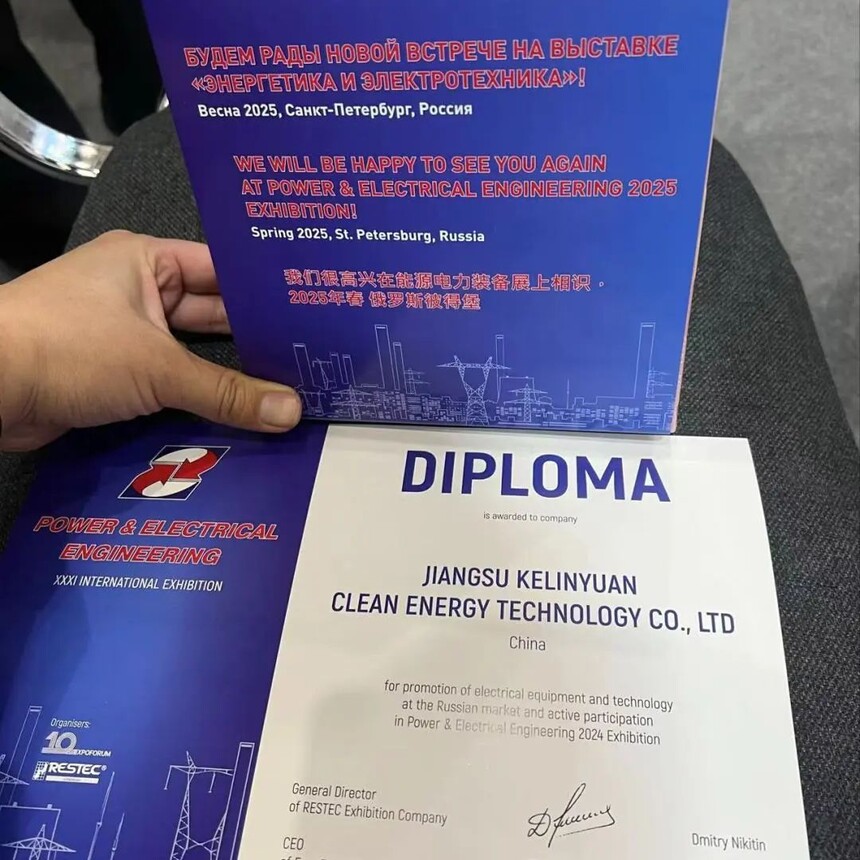 БУДЕМ РАДЫ НОВОЙ ВСТРЕЧЕ НА ВЫСТАВКЕ
«ЭНЕРГЕТИКА И ЭЛЕКТРОТЕХНИКА»!
Весна 2025, Санкт-Петербург, Россия
WE WILL BE HAPPY TO SEE YOU AGAIN
AT POWER & ELECTRICAL ENGINEERING 2025
EXHIBITION!
Spring 2025, St. Petersburg, Russia
我们很高兴在能源电力装备展上相识，
2025年春 俄罗斯彼得堡
POWER & ELECTRICAL
ENGINEERING
XXXI INTERNATIONAL EXHIBITION
Organisers:
10 EXPOFORUM
RESTEC®
DIPLOMA
is awarded to company
JIANGSU KELINYUAN
CLEAN ENERGY TECHNOLOGY CO., LTD
China
for promotion of electrical equipment and technology
at the Russian market and active participation
in Power & Electrical Engineering 2024 Exhibition
General Director
of RESTEC Exhibition Company
Dmitry Nikitin
CEO